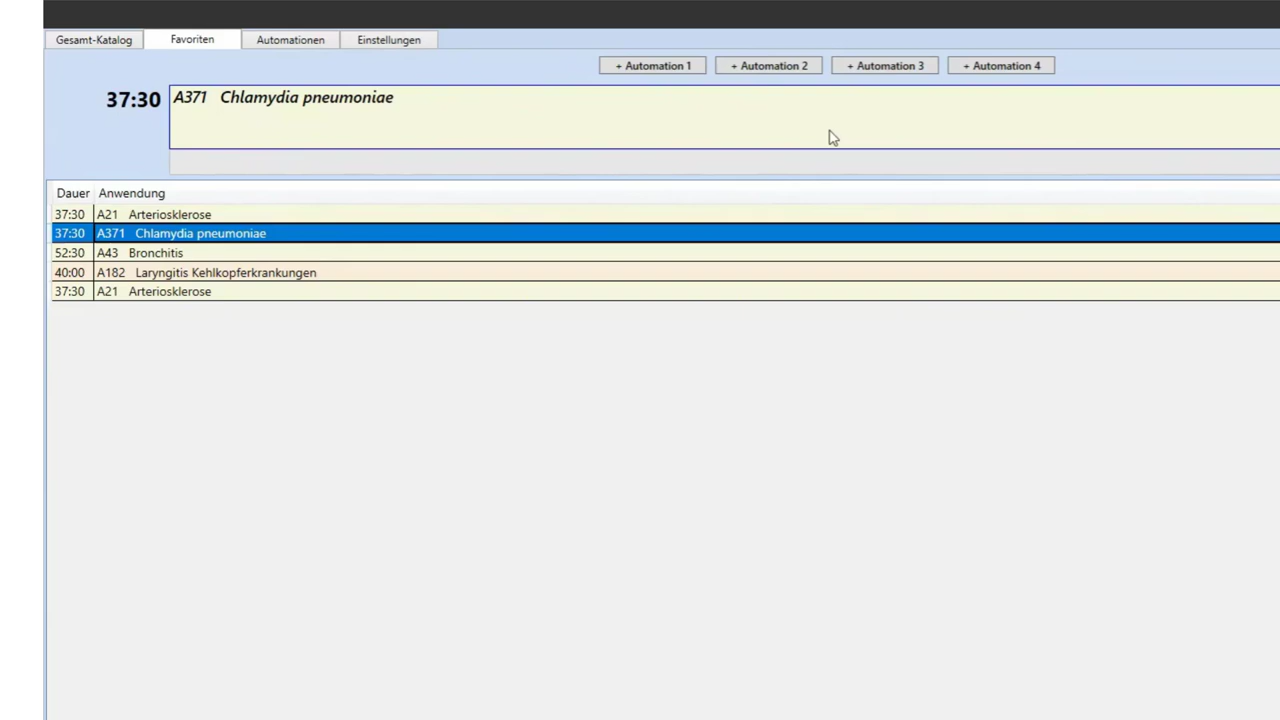 Gesamt-Katalog Favoriten Automationen Einstellungen
+ Automation 1 + Automation 2 + Automation 3 + Automation 4
37:30 A371 Chlamydia pneumoniae
Dauer Anwendung
37:30 A21 Arteriosklerose
37:30 A371 Chlamydia pneumoniae
52:30 A43 Bronchitis
40:00 A182 Laryngitis Kehlkopferkrankungen
37:30 A21 Arteriosklerose